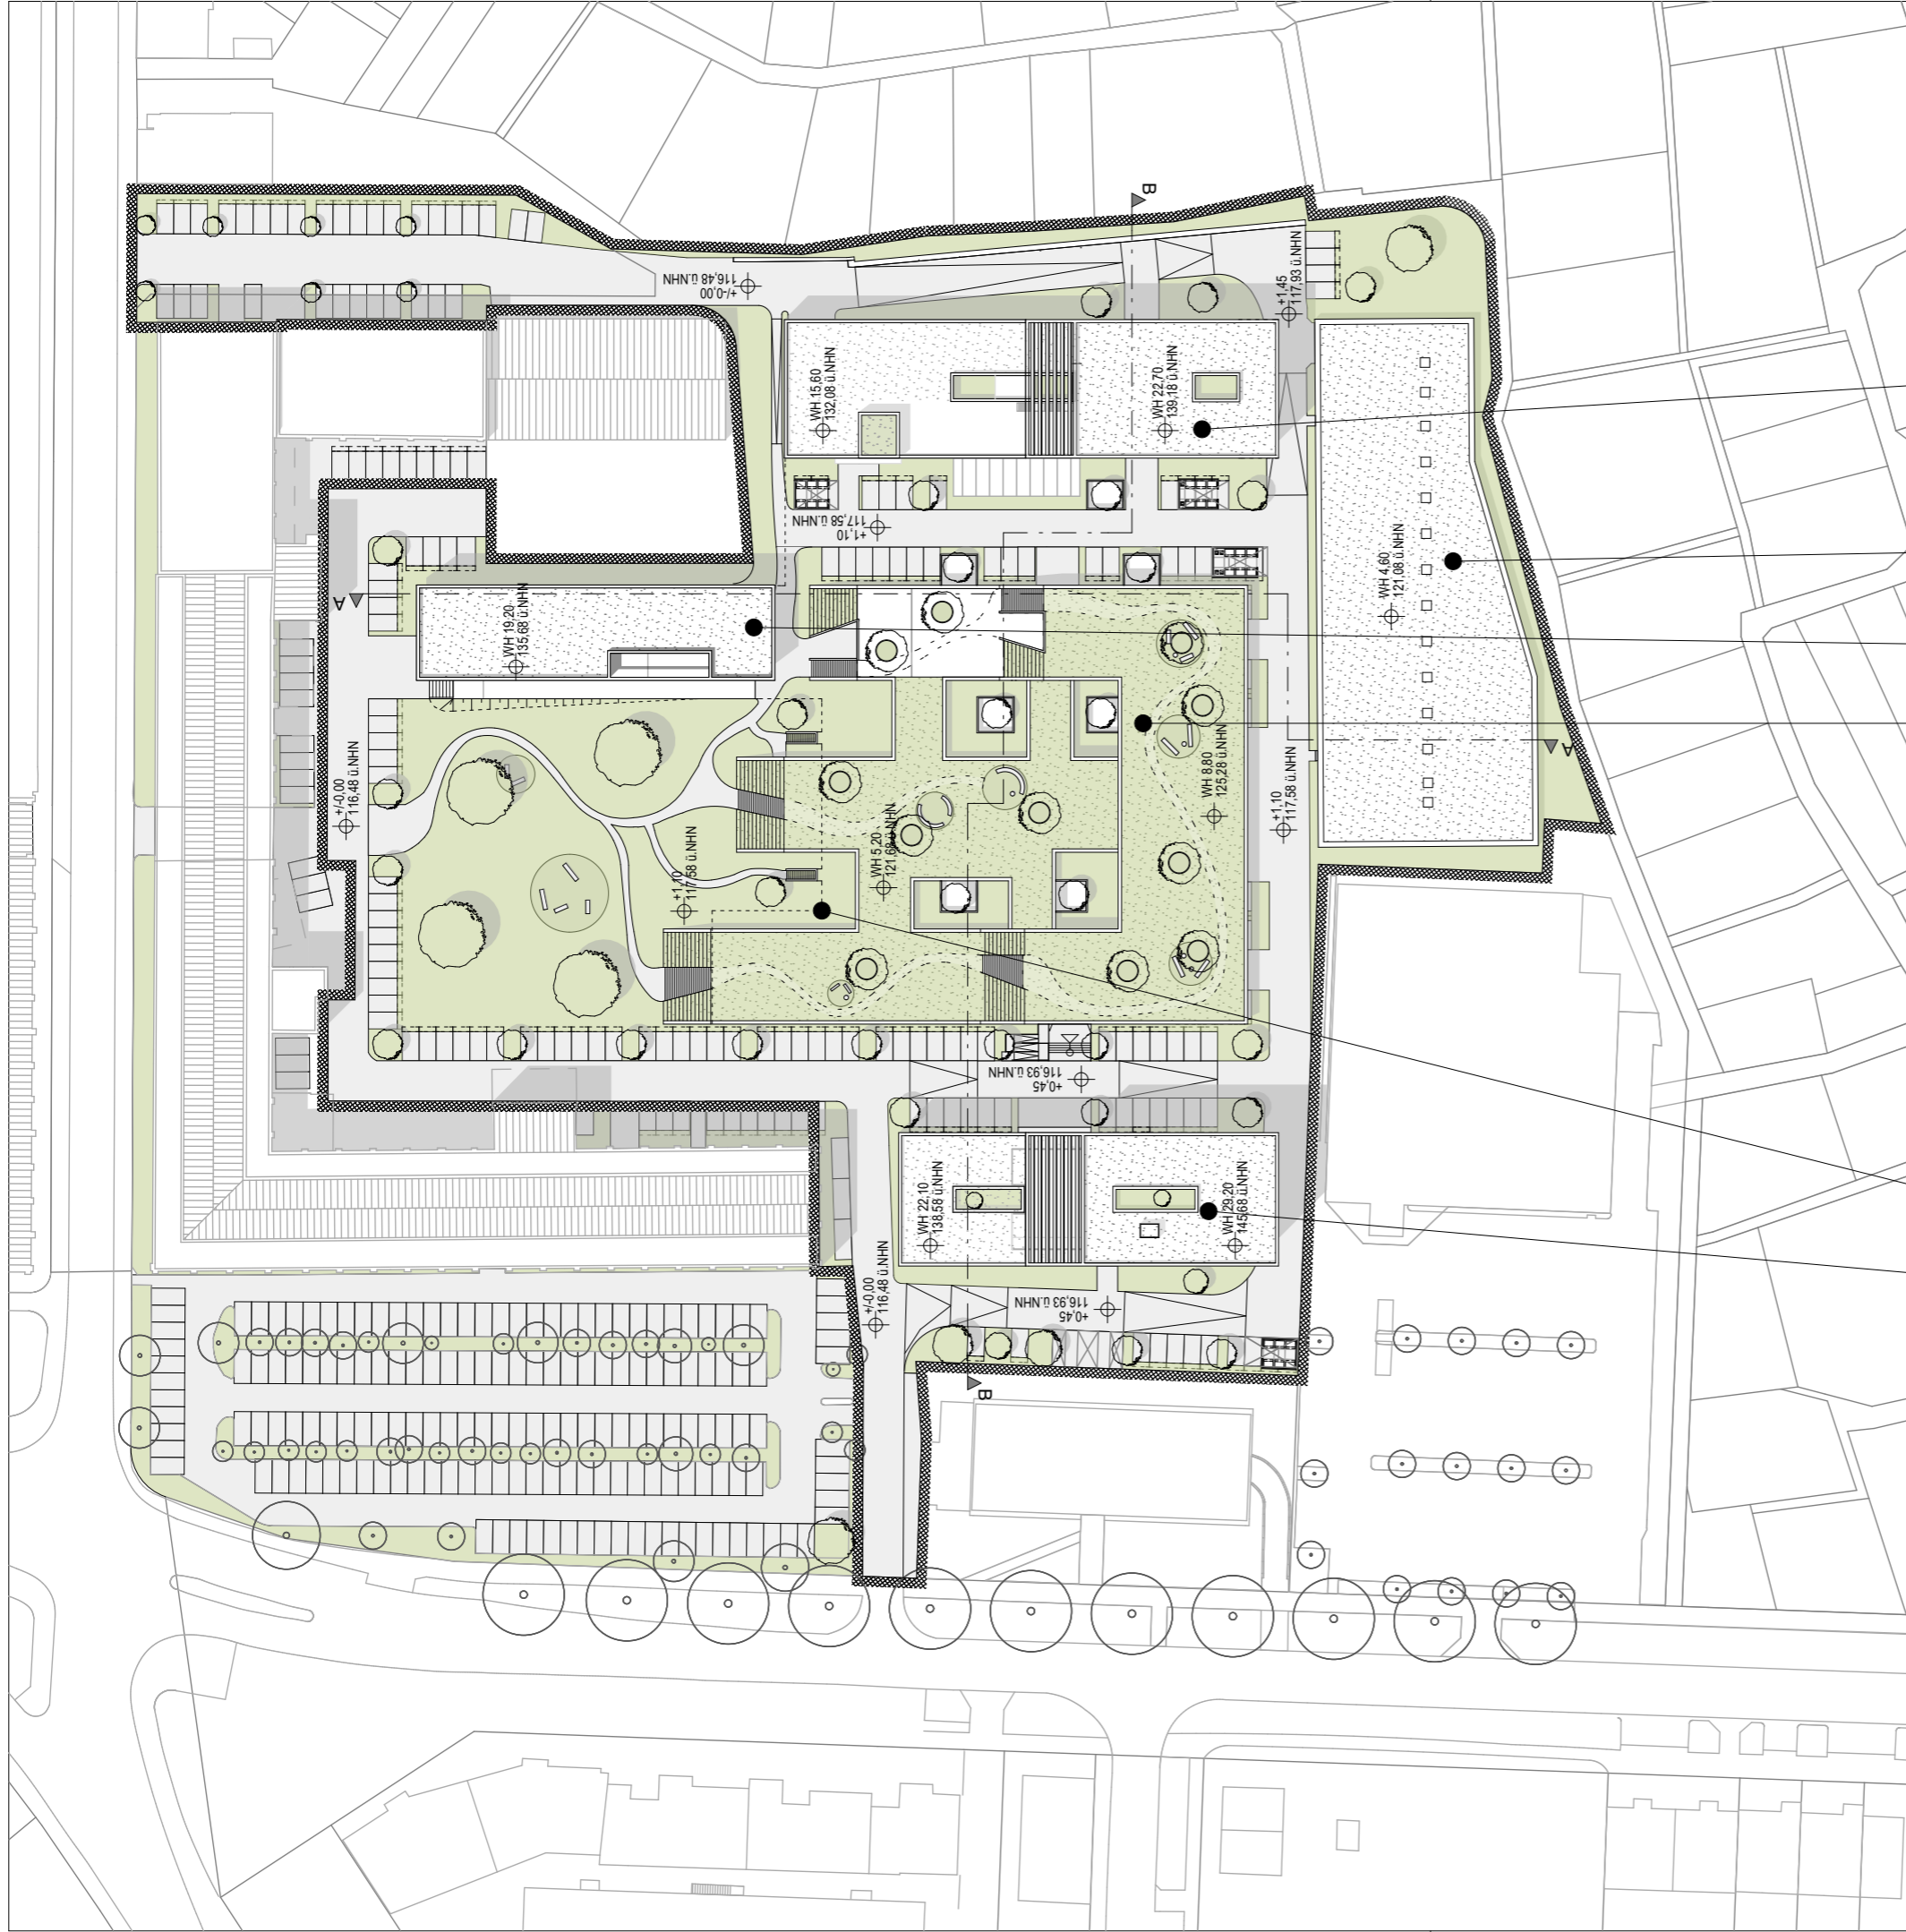 B
+/-0,00
116,48 ü.NHN
+1,45
117,93 ü.NHN
WH 15,60
132,08 ü.NHN
WH 22,70
139,18 ü.NHN
+1,10
117,58 ü.NHN
WH 4,60
121,08 ü.NHN
A
WH 19,20
135,68 ü.NHN
A
+/-0,00
116,48 ü.NHN
WH 8,80
125,28 ü.NHN
+1,10
117,58 ü.NHN
WH 5,20
121,68 ü.NHN
+1,10
117,58 ü.NHN
+0,45
116,93 ü.NHN
WH 22,10
138,58 ü.NHN
WH 29,20
145,68 ü.NHN
+/-0,00
116,48 ü.NHN
+0,45
116,93 ü.NHN
B